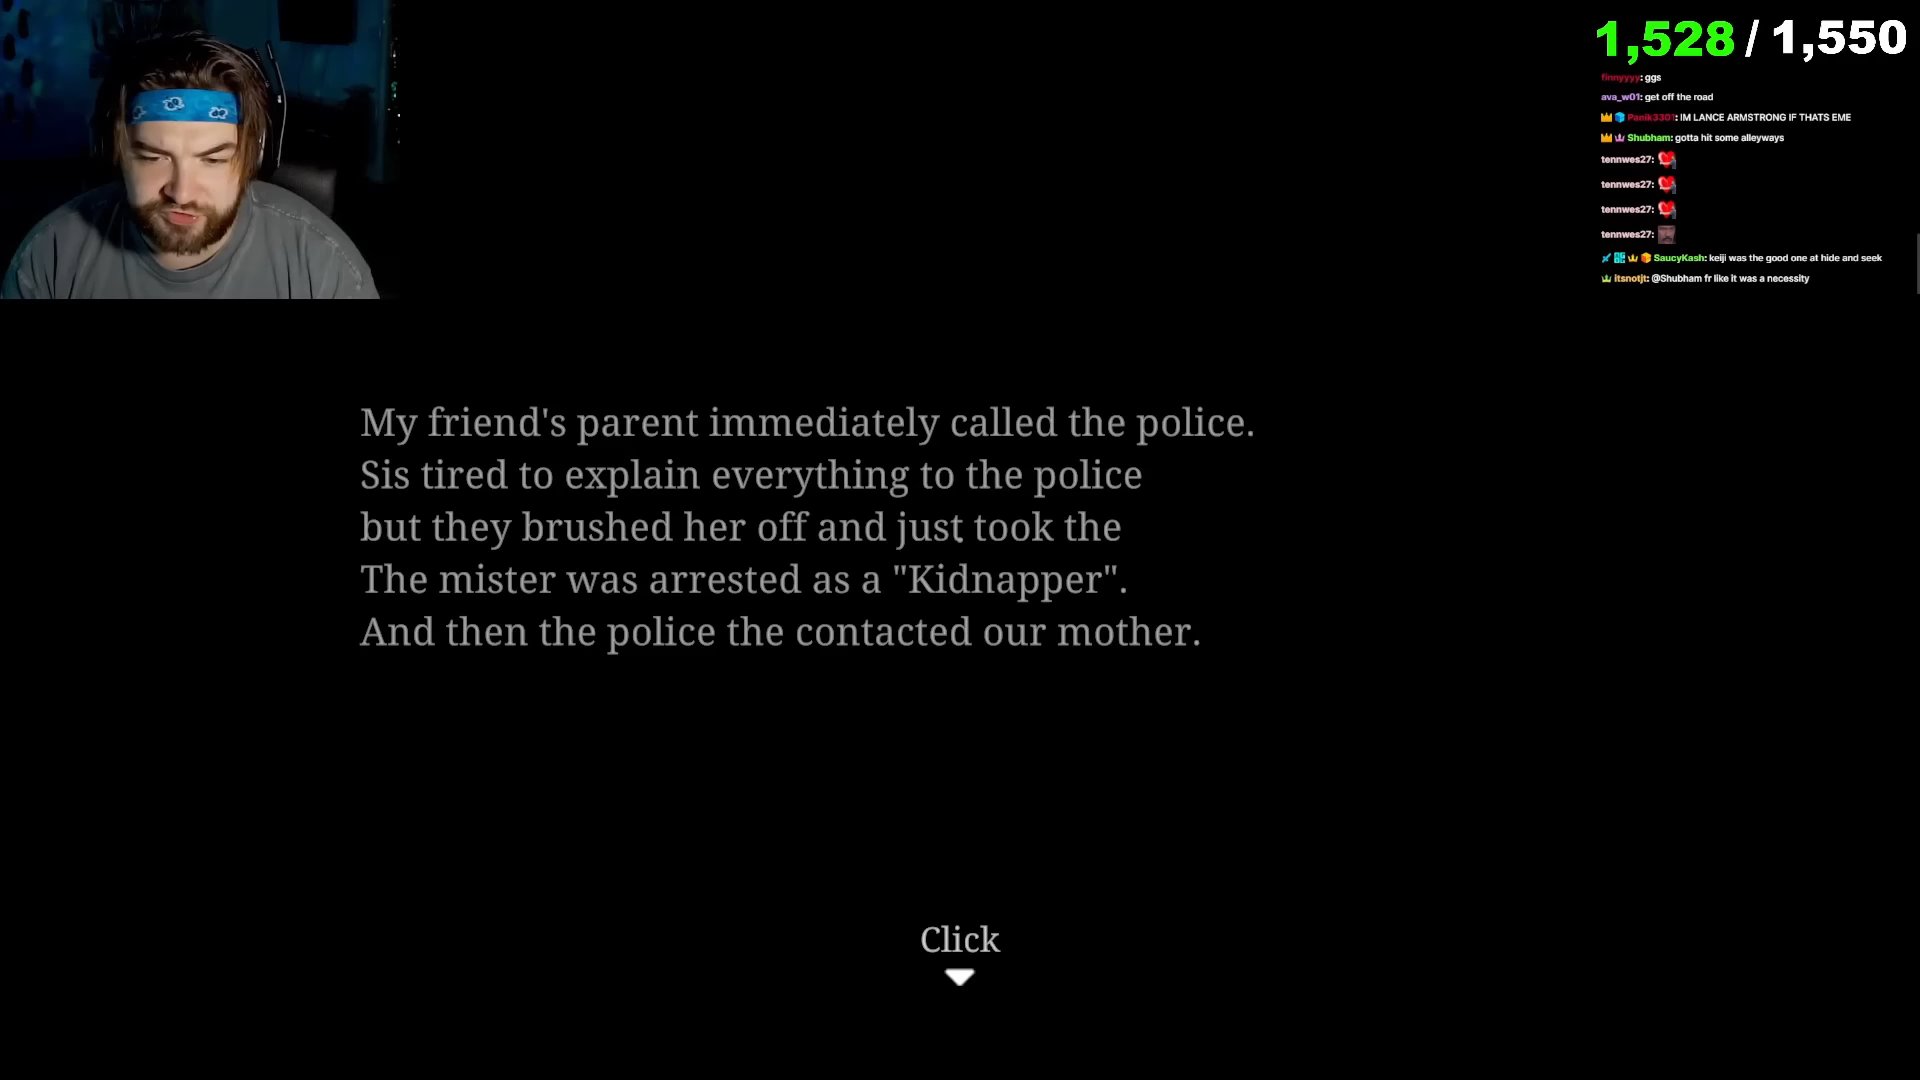 1,528 / 1,550
finnyyyy: ggs
ava_w01: get off the road
Panik3301: IM LANCE ARMSTRONG IF THATS EME
Shubham: gotta hit some alleyways
tennwes27:
tennwes27:
tennwes27:
tennwes27:
SaucyKash: keiji was the good one at hide and seek
itsnotjt: @Shubham fr like it was a necessity
My friend's parent immediately called the police.
Sis tired to explain everything to the police
but they brushed her off and just took the
The mister was arrested as a "Kidnapper".
And then the police the contacted our mother.
Click